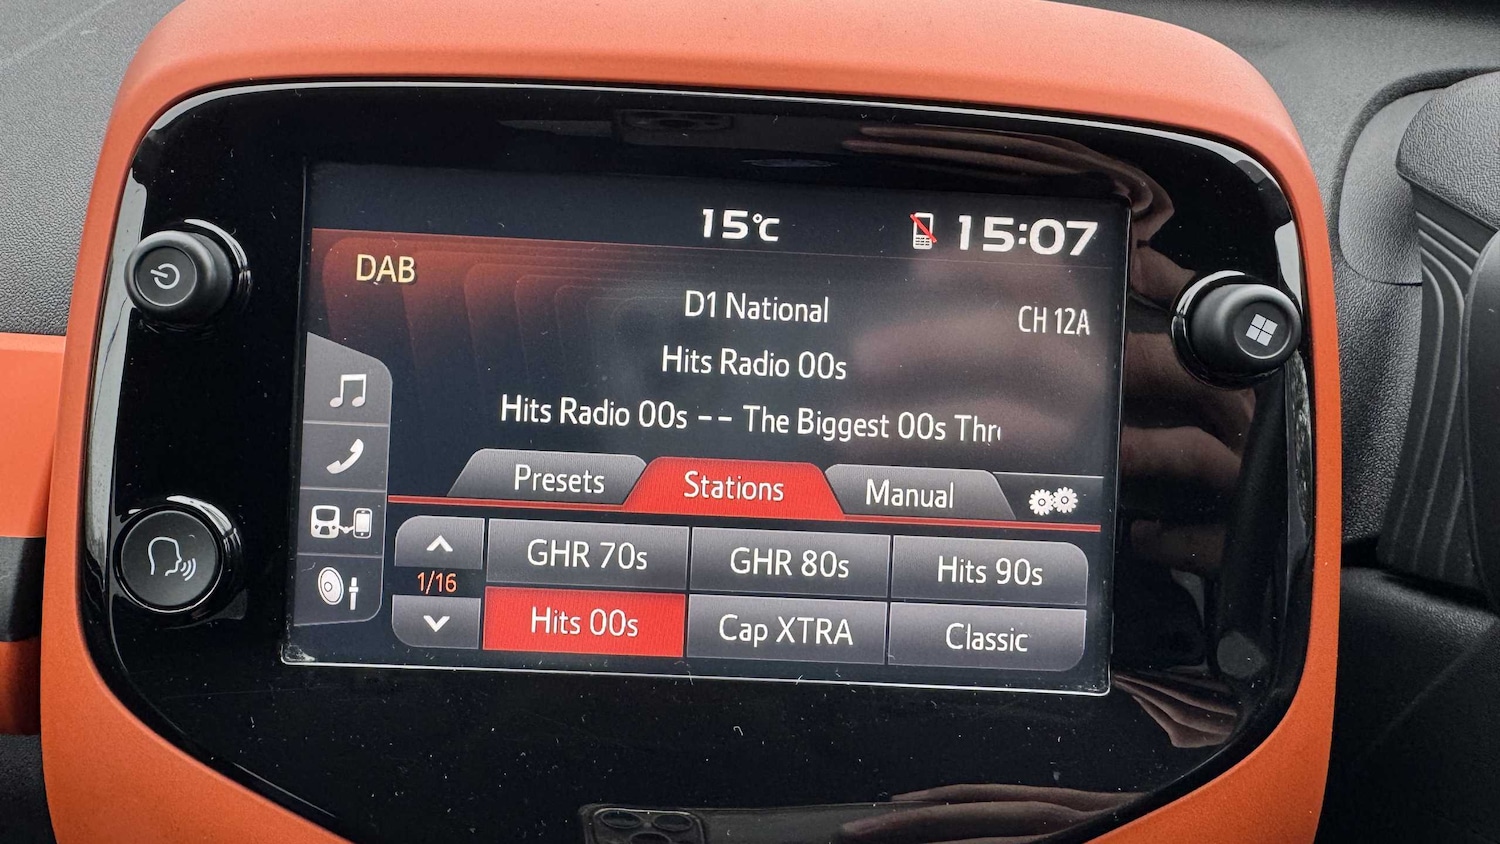 15°C 15:07
DAB
D1 National
CH 12A
Hits Radio 00s
Hits Radio 00s -- The Biggest 00s Thr
Presets Stations Manual
GHR 70s GHR 80s Hits 90s
1/16
Hits 00s Cap XTRA Classic